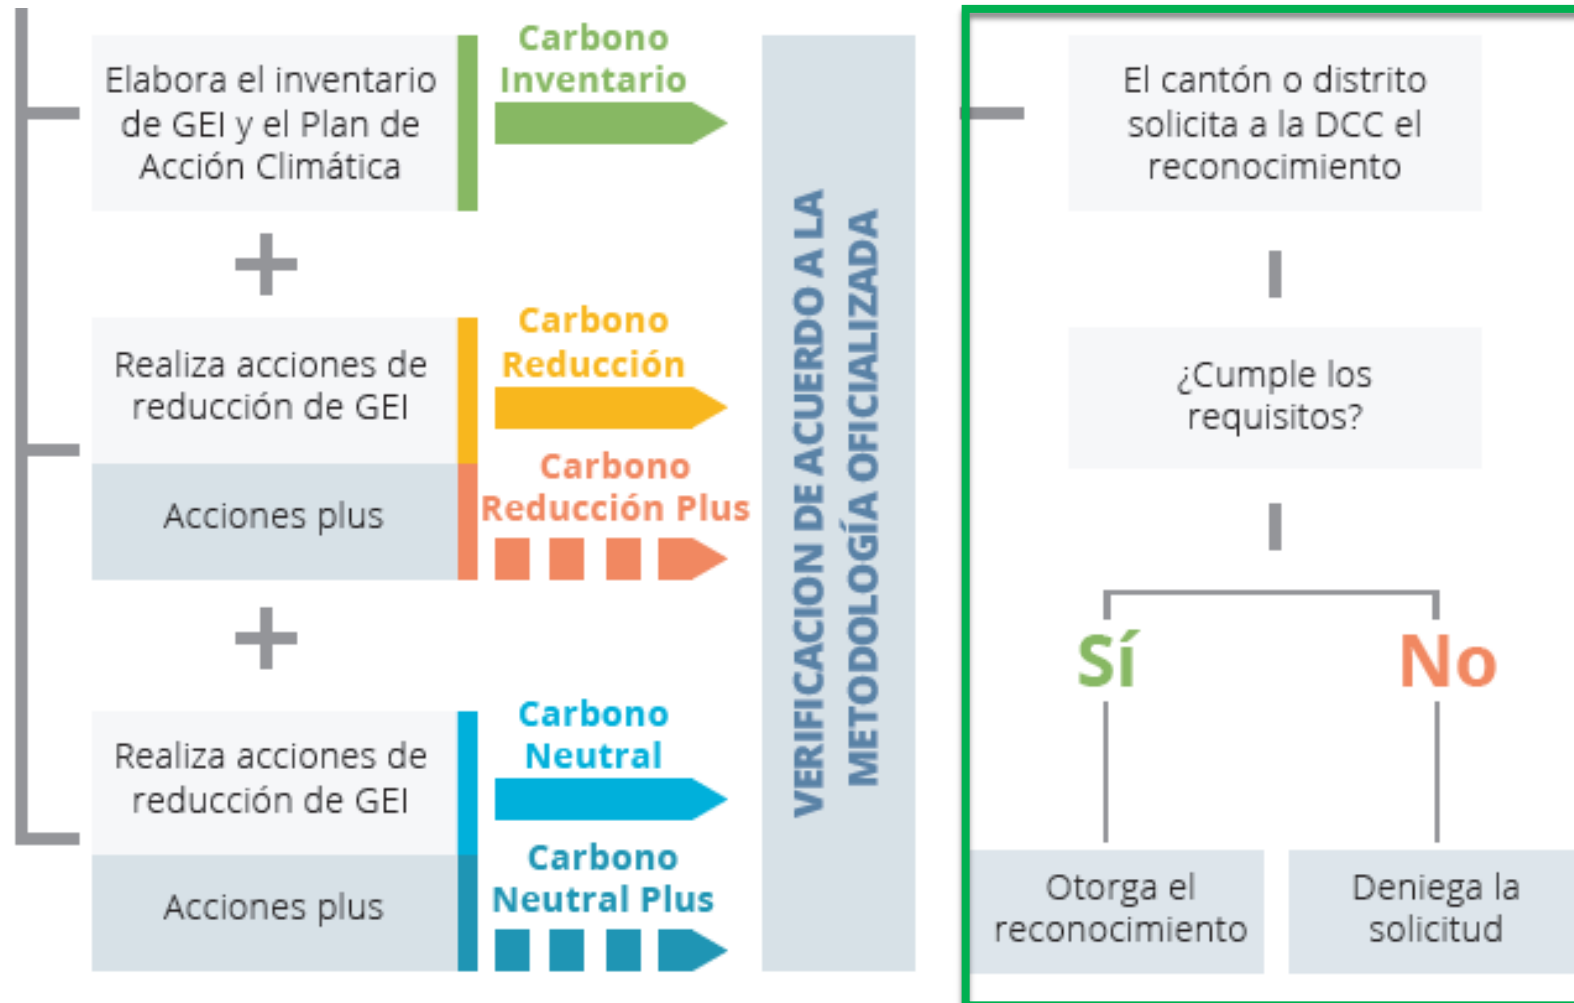 Elabora el inventario
de GEI y el Plan de
Acción Climática
Carbono
Inventario
Realiza acciones de
reducción de GEI
Carbono
Reducción
Acciones plus
Carbono
Reducción Plus
Realiza acciones de
reducción de GEI
Carbono
Neutral
Acciones plus
Carbono
Neutral Plus
VERIFICACION DE ACUERDO A LA
METODOLOGÍA OFICIALIZADA
El cantón o distrito
solicita a la DCC el
reconocimiento
¿Cumple los
requisitos?
Sí
No
Otorga el
reconocimiento
Deniega la
solicitud